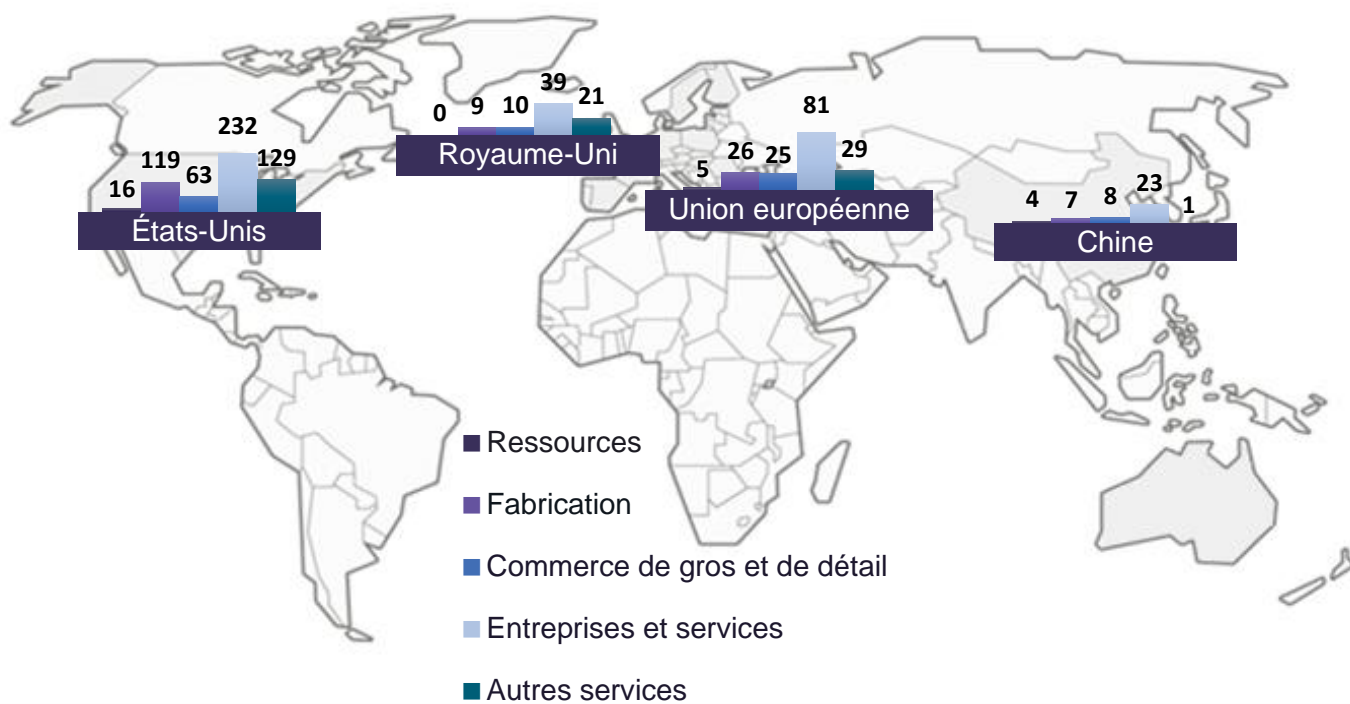 0 9 10 39 21
Royaume-Uni
16 119 63 232 129
États-Unis
5 26 25 81 29
Union européenne
4 7 8 23 1
Chine
Ressources
Fabrication
Commerce de gros et de détail
Entreprises et services
Autres services